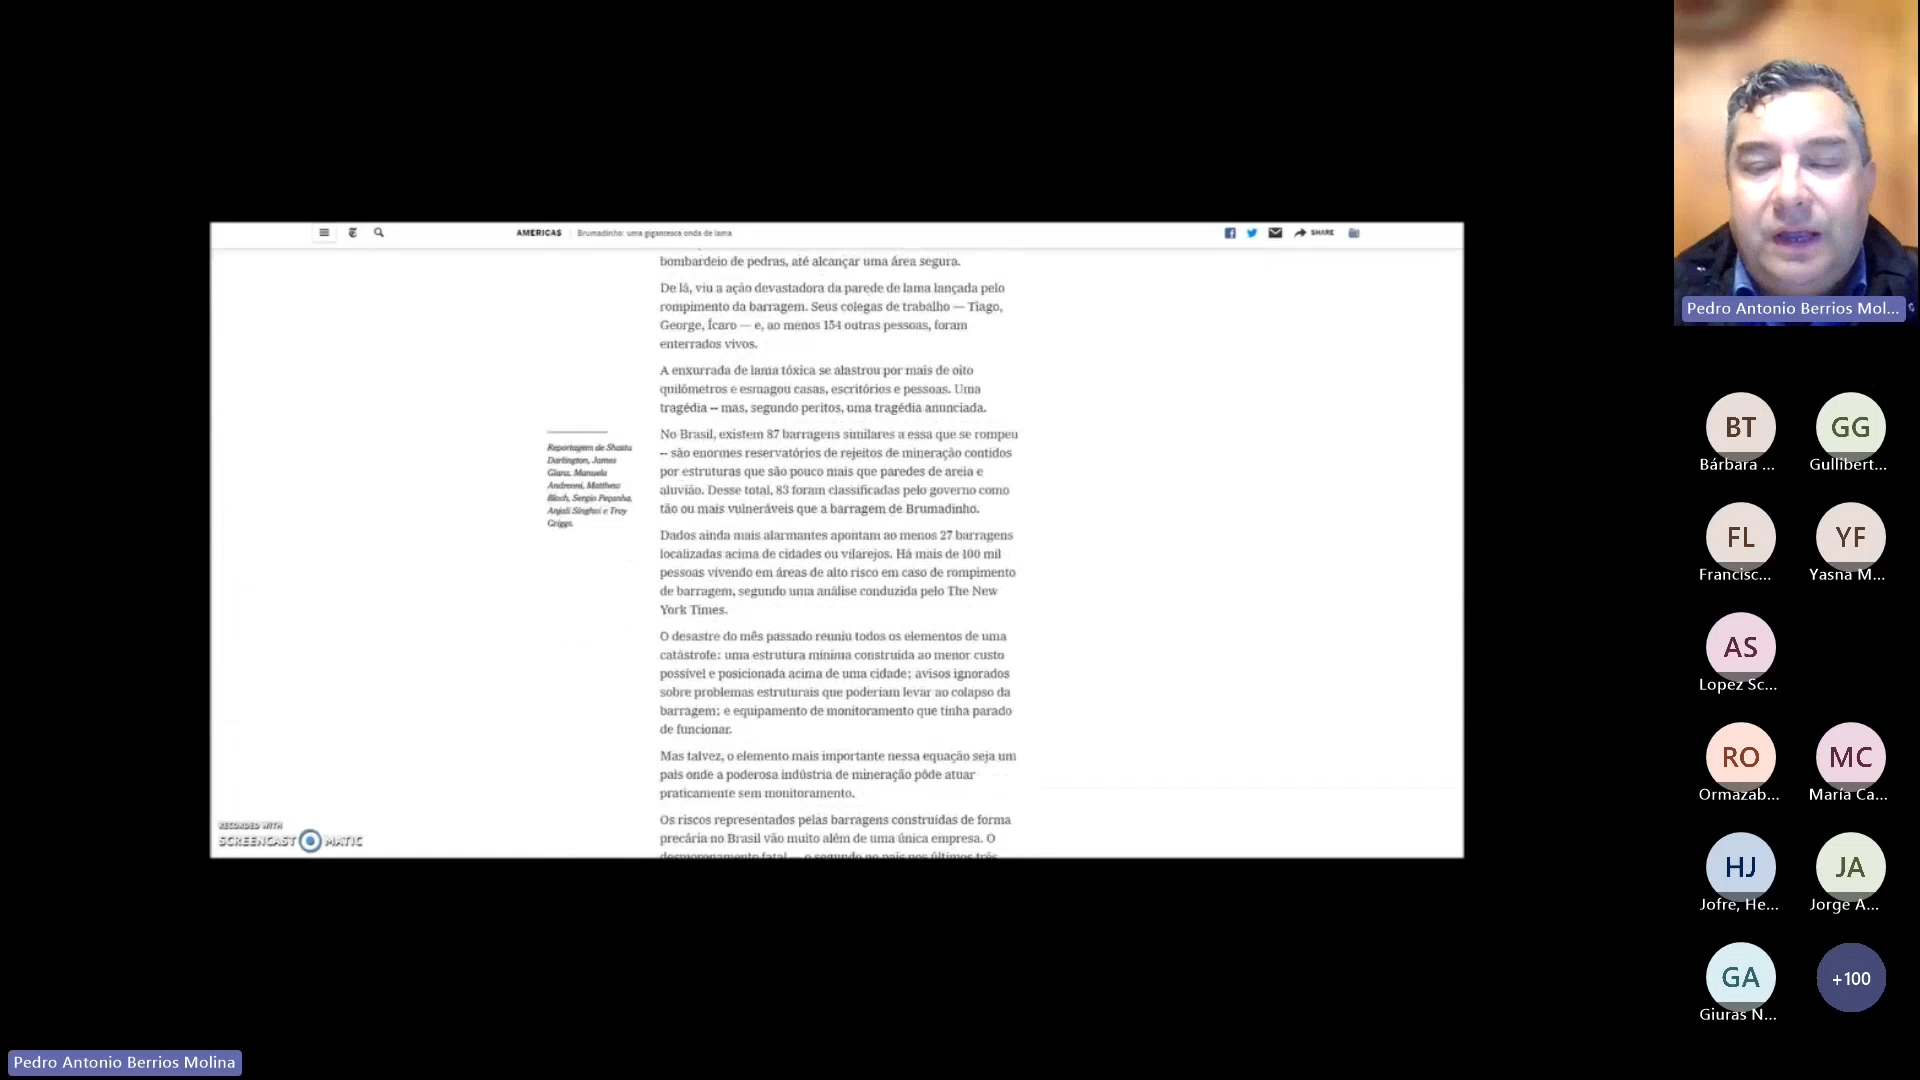 AMERICAS | Brumadinho: uma gigantesca onda de lama
SHARE
bombardeio de pedras, até alcançar uma área segura.
De lá, viu a ação devastadora da parede de lama lançada pelo
rompimento da barragem. Seus colegas de trabalho — Tiago,
George, Ícaro — e, ao menos 154 outras pessoas, foram
enterrados vivos.
A enxurrada de lama tóxica se alastrou por mais de oito
quilômetros e esmagou casas, escritórios e pessoas. Uma
tragédia -- mas, segundo peritos, uma tragédia anunciada.
Reportagem de Shasta
Darlington, James
Glanz, Manuela
Andreoni, Matthew
Bloch, Sergio Peçanha,
Anjali Singhvi e Troy
Griggs.
No Brasil, existem 87 barragens similares a essa que se rompeu
-- são enormes reservatórios de rejeitos de mineração contidos
por estruturas que são pouco mais que paredes de areia e
aluvião. Desse total, 83 foram classificadas pelo governo como
tão ou mais vulneráveis que a barragem de Brumadinho.
Dados ainda mais alarmantes apontam ao menos 27 barragens
localizadas acima de cidades ou vilarejos. Há mais de 100 mil
pessoas vivendo em áreas de alto risco em caso de rompimento
de barragem, segundo uma análise conduzida pelo The New
York Times.
O desastre do mês passado reuniu todos os elementos de uma
catástrofe: uma estrutura mínima construída ao menor custo
possível e posicionada acima de uma cidade; avisos ignorados
sobre problemas estruturais que poderiam levar ao colapso da
barragem; e equipamento de monitoramento que tinha parado
de funcionar.
Mas talvez, o elemento mais importante nessa equação seja um
país onde a poderosa indústria de mineração pôde atuar
praticamente sem monitoramento.
Os riscos representados pelas barragens construídas de forma
precária no Brasil vão muito além de uma única empresa. O
desmoronamento fatal — o segundo no país nos últimos três
RECORDED WITH
SCREENCAST MATIC
Pedro Antonio Berrios Mol...
BT
Bárbara ...
GG
Gullibert...
FL
Francisc...
YF
Yasna M...
AS
Lopez Sc...
RO
Ormazab...
MC
María Ca...
HJ
Jofre, He...
JA
Jorge A...
GA
Giuras N...
+100
Pedro Antonio Berrios Molina